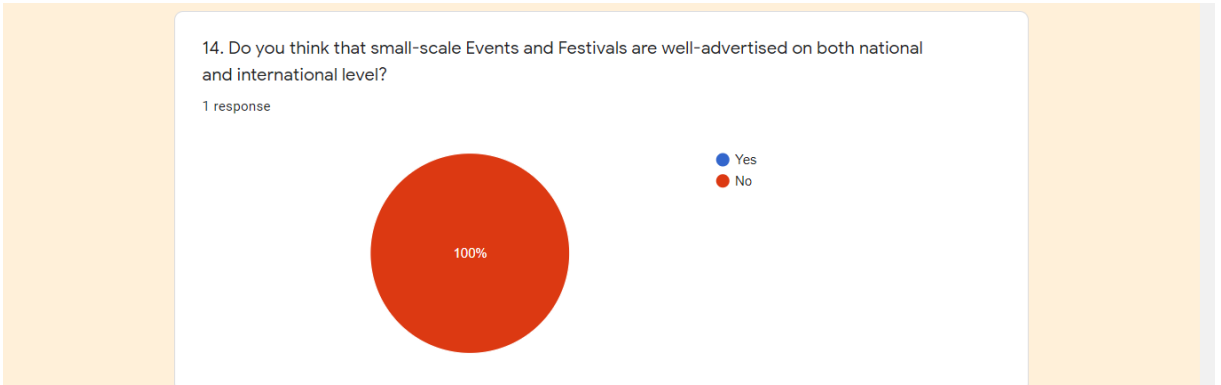 14. Do you think that small-scale Events and Festivals are well-advertised on both national
and international level?
1 response
Yes
No
100%